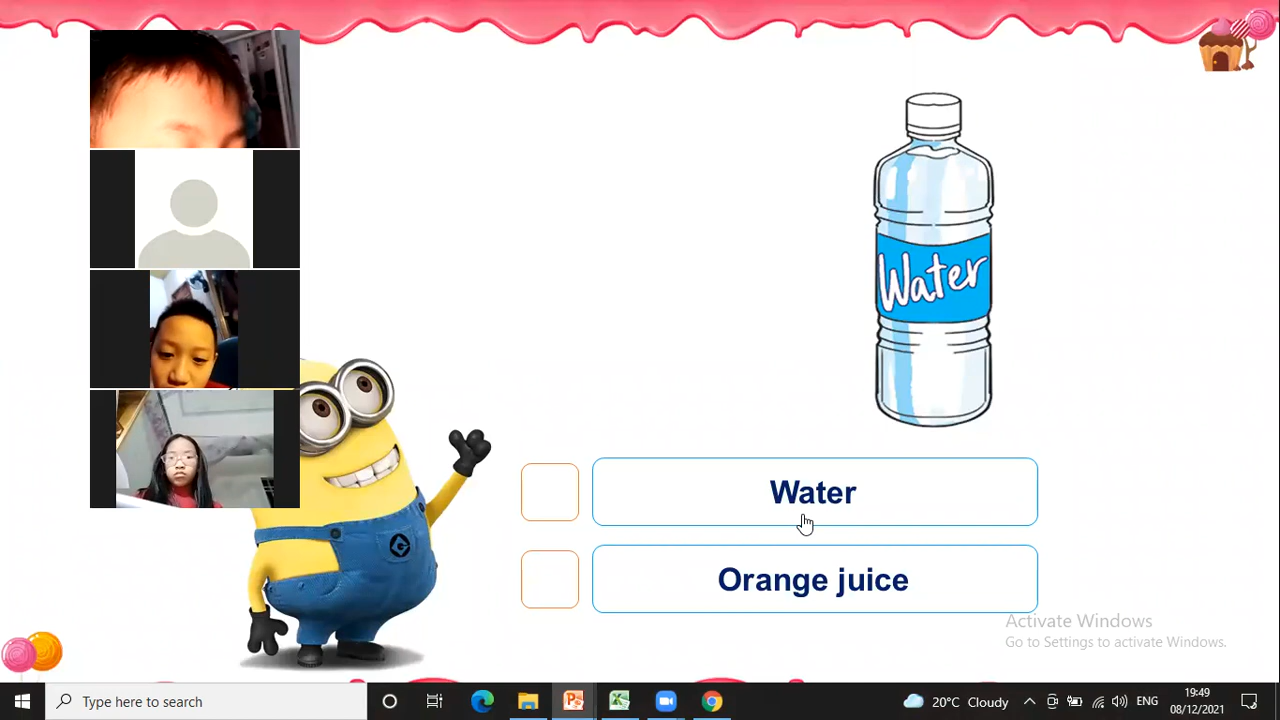 Water
Water
Orange juice
Activate Windows
Go to Settings to activate Windows.
Type here to search
20°C Cloudy
ENG
19:49
08/12/2021